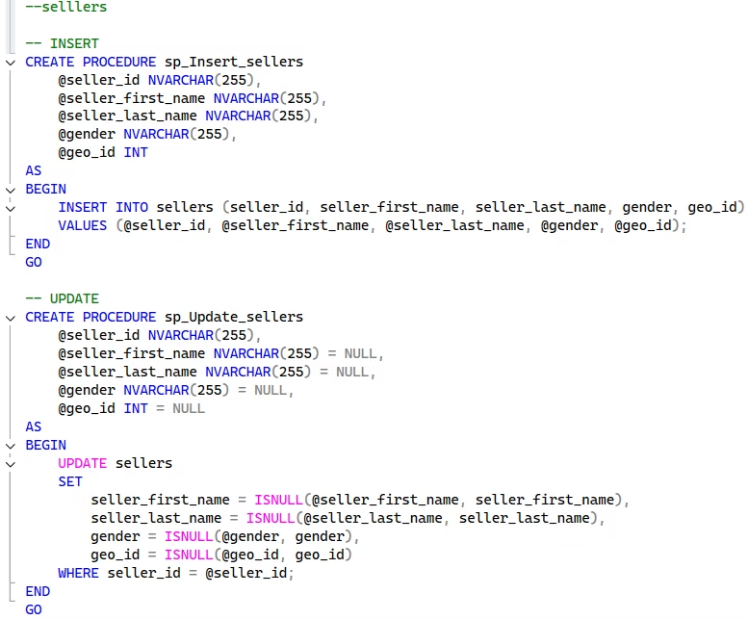 --selllers
-- INSERT
CREATE PROCEDURE sp_Insert_sellers
@seller_id NVARCHAR(255),
@seller_first_name NVARCHAR(255),
@seller_last_name NVARCHAR(255),
@gender NVARCHAR(255),
@geo_id INT
AS
BEGIN
INSERT INTO sellers (seller_id, seller_first_name, seller_last_name, gender, geo_id)
VALUES (@seller_id, @seller_first_name, @seller_last_name, @gender, @geo_id);
END
GO
-- UPDATE
CREATE PROCEDURE sp_Update_sellers
@seller_id NVARCHAR(255),
@seller_first_name NVARCHAR(255) = NULL,
@seller_last_name NVARCHAR(255) = NULL,
@gender NVARCHAR(255) = NULL,
@geo_id INT = NULL
AS
BEGIN
UPDATE sellers
SET
seller_first_name = ISNULL(@seller_first_name, seller_first_name),
seller_last_name = ISNULL(@seller_last_name, seller_last_name),
gender = ISNULL(@gender, gender),
geo_id = ISNULL(@geo_id, geo_id)
WHERE seller_id = @seller_id;
END
GO